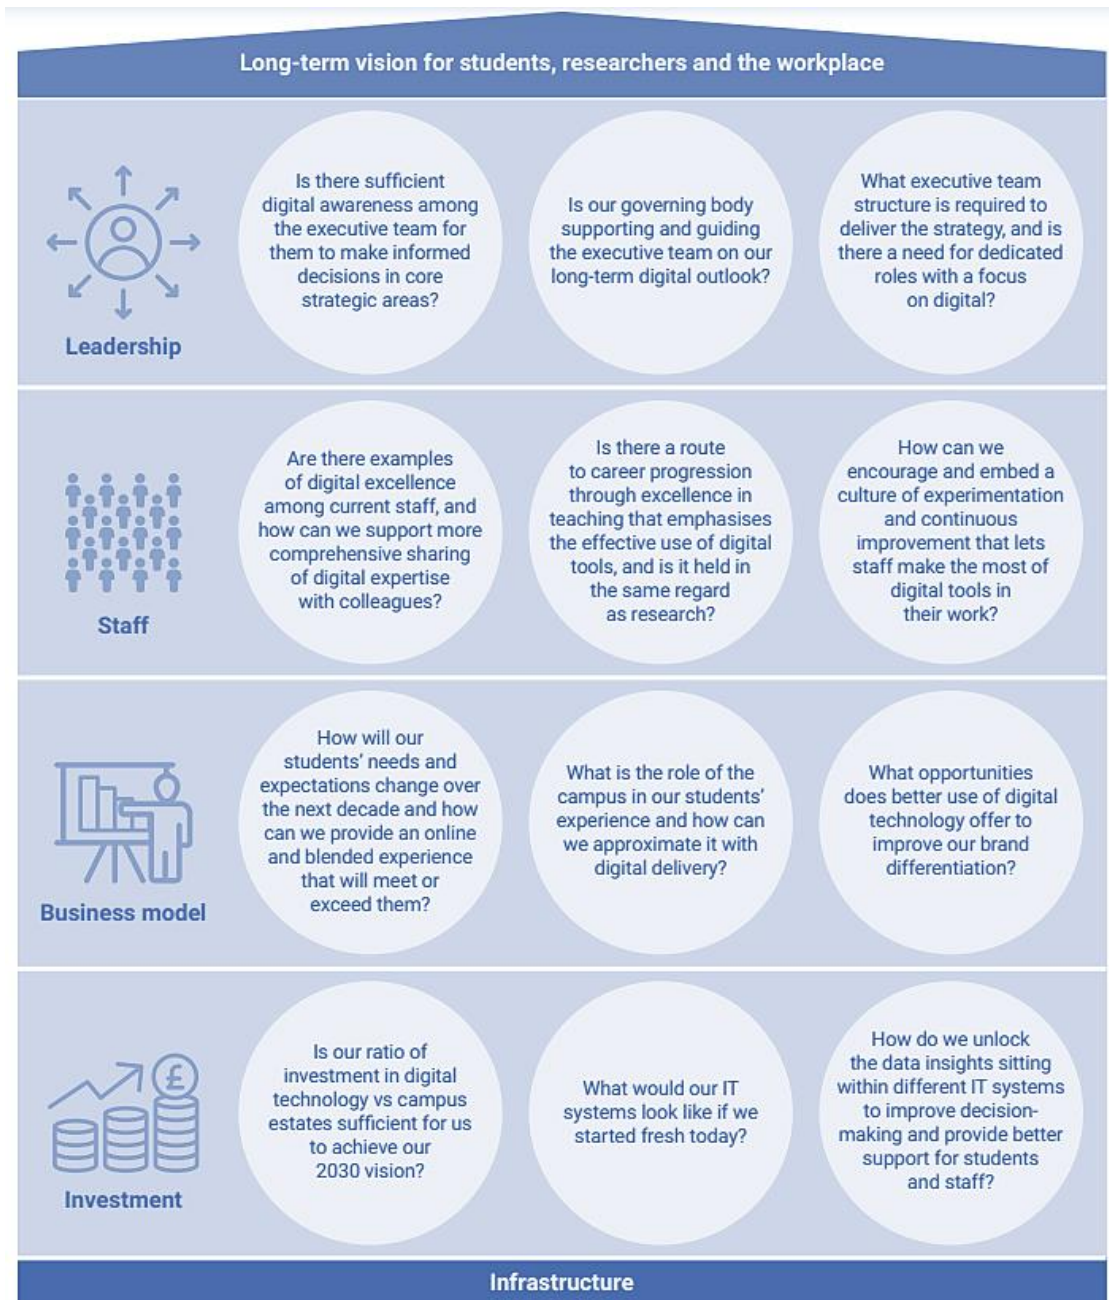 Long-term vision for students, researchers and the workplace
Leadership
Is there sufficient
digital awareness among
the executive team for
them to make informed
decisions in core
strategic areas?
Is our governing body
supporting and guiding
the executive team on our
long-term digital outlook?
What executive team
structure is required to
deliver the strategy, and is
there a need for dedicated
roles with a focus
on digital?
Staff
Are there examples
of digital excellence
among current staff, and
how can we support more
comprehensive sharing
of digital expertise
with colleagues?
Is there a route
to career progression
through excellence in
teaching that emphasises
the effective use of digital
tools, and is it held in
the same regard
as research?
How can we
encourage and embed a
culture of experimentation
and continuous
improvement that lets
staff make the most of
digital tools in
their work?
Business model
How will our
students’ needs and
expectations change over
the next decade and how
can we provide an online
and blended experience
that will meet or
exceed them?
What is the role of the
campus in our students’
experience and how can
we approximate it with
digital delivery?
What opportunities
does better use of digital
technology offer to
improve our brand
differentiation?
£
Investment
Is our ratio of
investment in digital
technology vs campus
estates sufficient for us
to achieve our
2030 vision?
What would our IT
systems look like if we
started fresh today?
How do we unlock
the data insights sitting
within different IT systems
to improve decision-
making and provide better
support for students
and staff?
Infrastructure